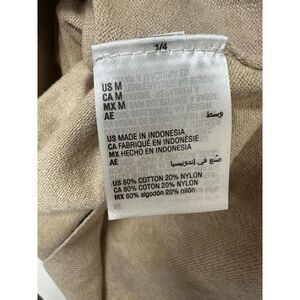 1/4
US M
CA M
MX M
AE وسط
US MADE IN INDONESIA
CA FABRIQUÉ EN INDONÉSIE
MX HECHO EN INDONESIA
AE صنع في إندونيسيا
US 80% COTTON 20% NYLON
CA 80% COTON 20% NYLON
MX 80% algodón 20% nilón